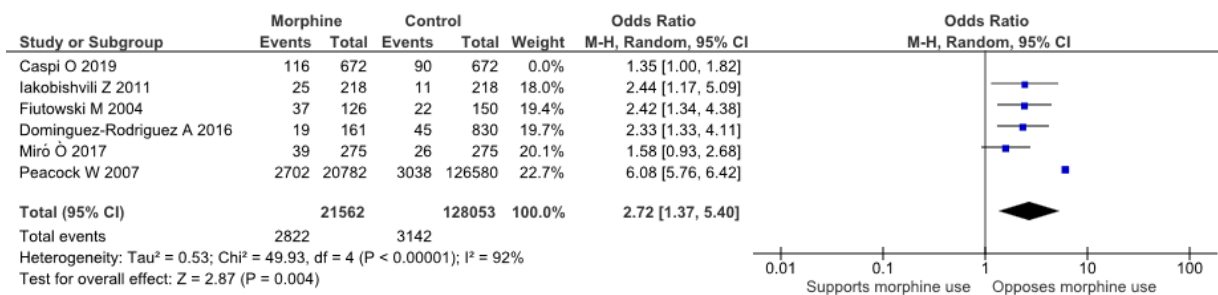 Morphine Control Odds Ratio Odds Ratio
Study or Subgroup Events Total Events Total Weight M-H, Random, 95% CI M-H, Random, 95% CI
Caspi O 2019 116 672 90 672 0.0% 1.35 [1.00, 1.82]
Iakobishvili Z 2011 25 218 11 218 18.0% 2.44 [1.17, 5.09]
Fiutowski M 2004 37 126 22 150 19.4% 2.42 [1.34, 4.38]
Dominguez-Rodriguez A 2016 19 161 45 830 19.7% 2.33 [1.33, 4.11]
Miró Ò 2017 39 275 26 275 20.1% 1.58 [0.93, 2.68]
Peacock W 2007 2702 20782 3038 126580 22.7% 6.08 [5.76, 6.42]
Total (95% CI) 21562 128053 100.0% 2.72 [1.37, 5.40]
Total events 2822 3142
Heterogeneity: Tau² = 0.53; Chi² = 49.93, df = 4 (P < 0.00001); I² = 92%
Test for overall effect: Z = 2.87 (P = 0.004)
0.01 0.1 1 10 100
Supports morphine use Opposes morphine use